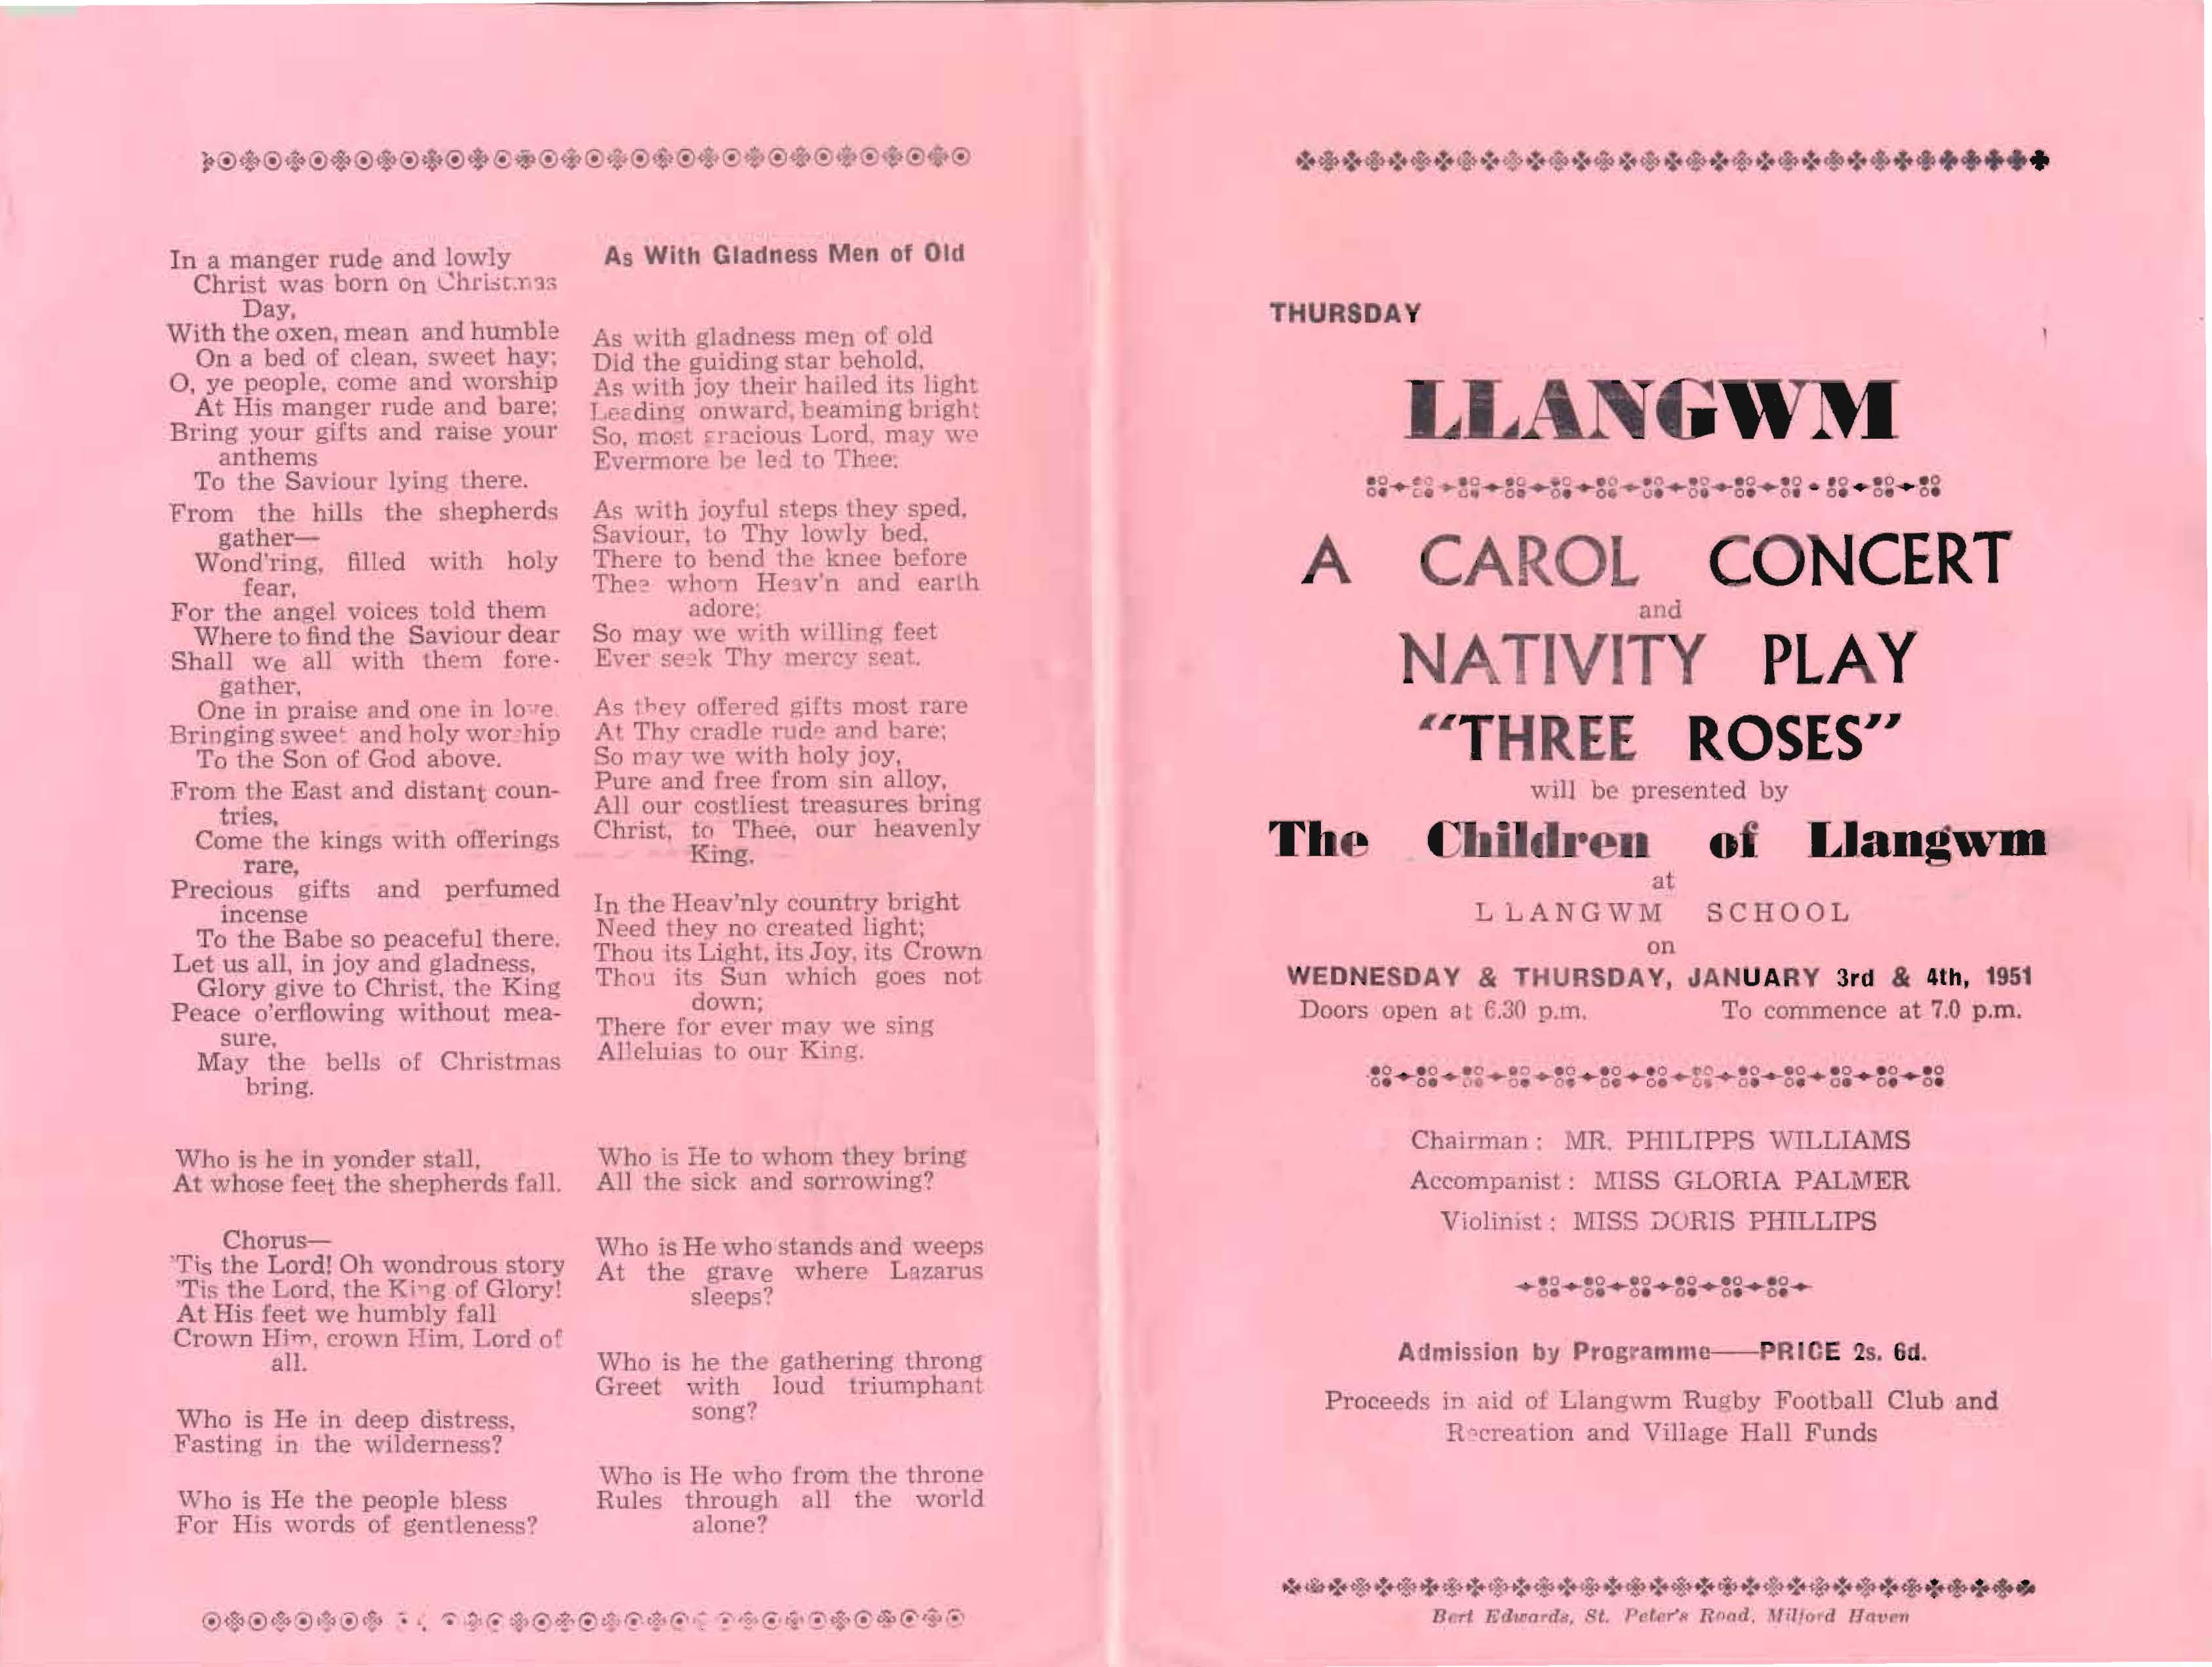 In a manger rude and lowly
Christ was born on Christmas
Day,
With the oxen, mean and humble
On a bed of clean, sweet hay;
O, ye people, come and worship
At His manger rude and bare;
Bring your gifts and raise your
anthems
To the Saviour lying there.
From the hills the shepherds
gather—
Wond'ring, filled with holy
fear,
For the angel voices told them
Where to find the Saviour dear
Shall we all with them fore-
gather,
One in praise and one in love.
Bringing sweet and holy worship
To the Son of God above.
From the East and distant coun-
tries,
Come the kings with offerings
rare,
Precious gifts and perfumed
incense
To the Babe so peaceful there.
Let us all, in joy and gladness,
Glory give to Christ, the King
Peace o'erflowing without mea-
sure,
May the bells of Christmas
bring.
Who is he in yonder stall,
At whose feet the shepherds fall.
Chorus—
'Tis the Lord! Oh wondrous story
'Tis the Lord, the King of Glory!
At His feet we humbly fall
Crown Him, crown Him, Lord of
all.
Who is He in deep distress,
Fasting in the wilderness?
Who is He the people bless
For His words of gentleness?
As With Gladness Men of Old
As with gladness men of old
Did the guiding star behold,
As with joy their hailed its light
Leading onward, beaming bright
So, most gracious Lord, may we
Evermore be led to Thee:
As with joyful steps they sped,
Saviour, to Thy lowly bed,
There to bend the knee before
Thee whom Heav'n and earth
adore;
So may we with willing feet
Ever seek Thy mercy seat.
As they offered gifts most rare
At Thy cradle rude and bare;
So may we with holy joy,
Pure and free from sin alloy,
All our costliest treasures bring
Christ, to Thee, our heavenly
King.
In the Heav'nly country bright
Need they no created light;
Thou its Light, its Joy, its Crown
Thou its Sun which goes not
down;
There for ever may we sing
Alleluias to our King.
Who is He to whom they bring
All the sick and sorrowing?
Who is He who stands and weeps
At the grave where Lazarus
sleeps?
Who is he the gathering throng
Greet with loud triumphant
song?
Who is He who from the throne
Rules through all the world
alone?
THURSDAY
LLANGWM
A CAROL CONCERT
and
NATIVITY PLAY
"THREE ROSES"
will be presented by
The Children of Llangwm
at
LLANGWM SCHOOL
on
WEDNESDAY & THURSDAY, JANUARY 3rd & 4th, 1951
Doors open at 6.30 p.m. To commence at 7.0 p.m.
Chairman : MR. PHILIPPS WILLIAMS
Accompanist : MISS GLORIA PALMER
Violinist : MISS DORIS PHILLIPS
Admission by Programme——PRICE 2s. 6d.
Proceeds in aid of Llangwm Rugby Football Club and
Recreation and Village Hall Funds
Bert Edwards, St. Peter's Road, Milford Haven